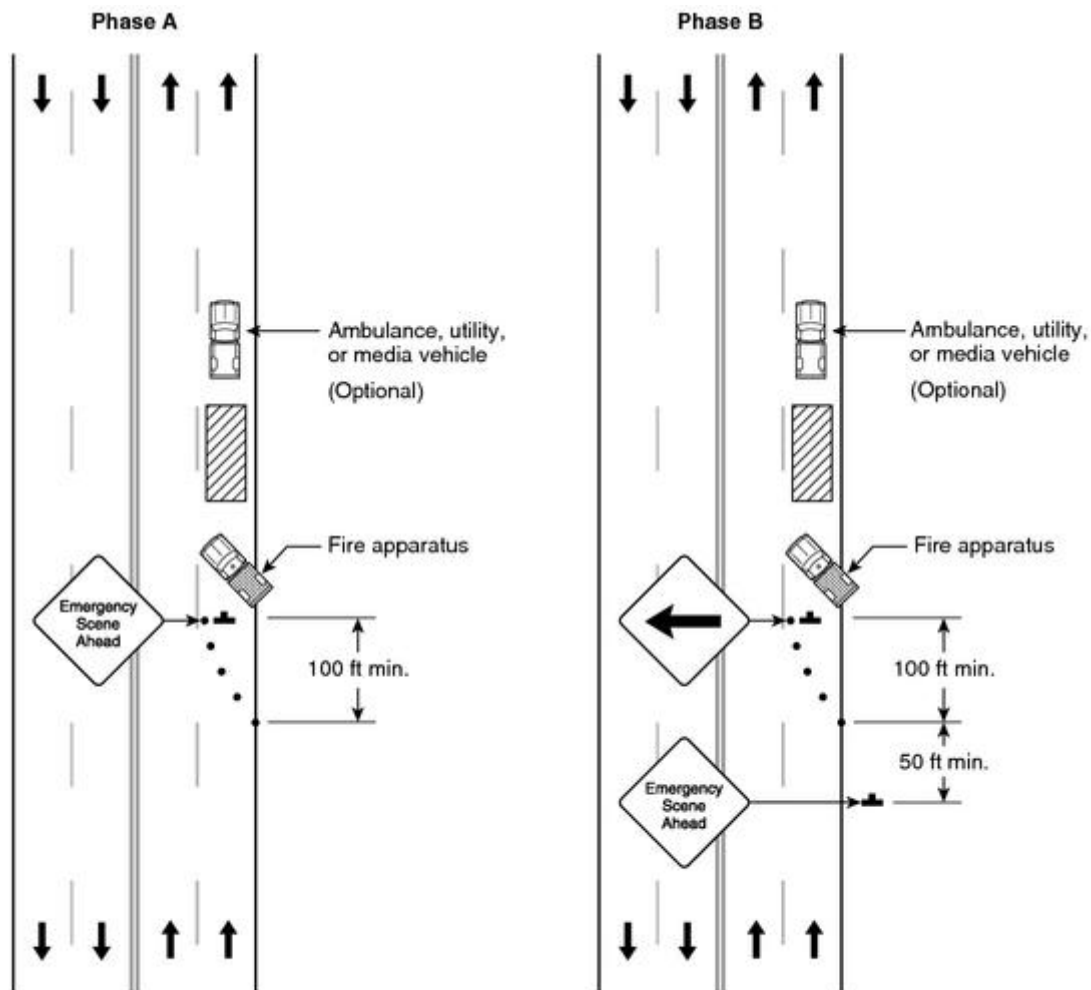 Phase A
Ambulance, utility,
or media vehicle
(Optional)
Fire apparatus
Emergency
Scene
Ahead
100 ft min.
Phase B
Ambulance, utility,
or media vehicle
(Optional)
Fire apparatus
100 ft min.
50 ft min.
Emergency
Scene
Ahead